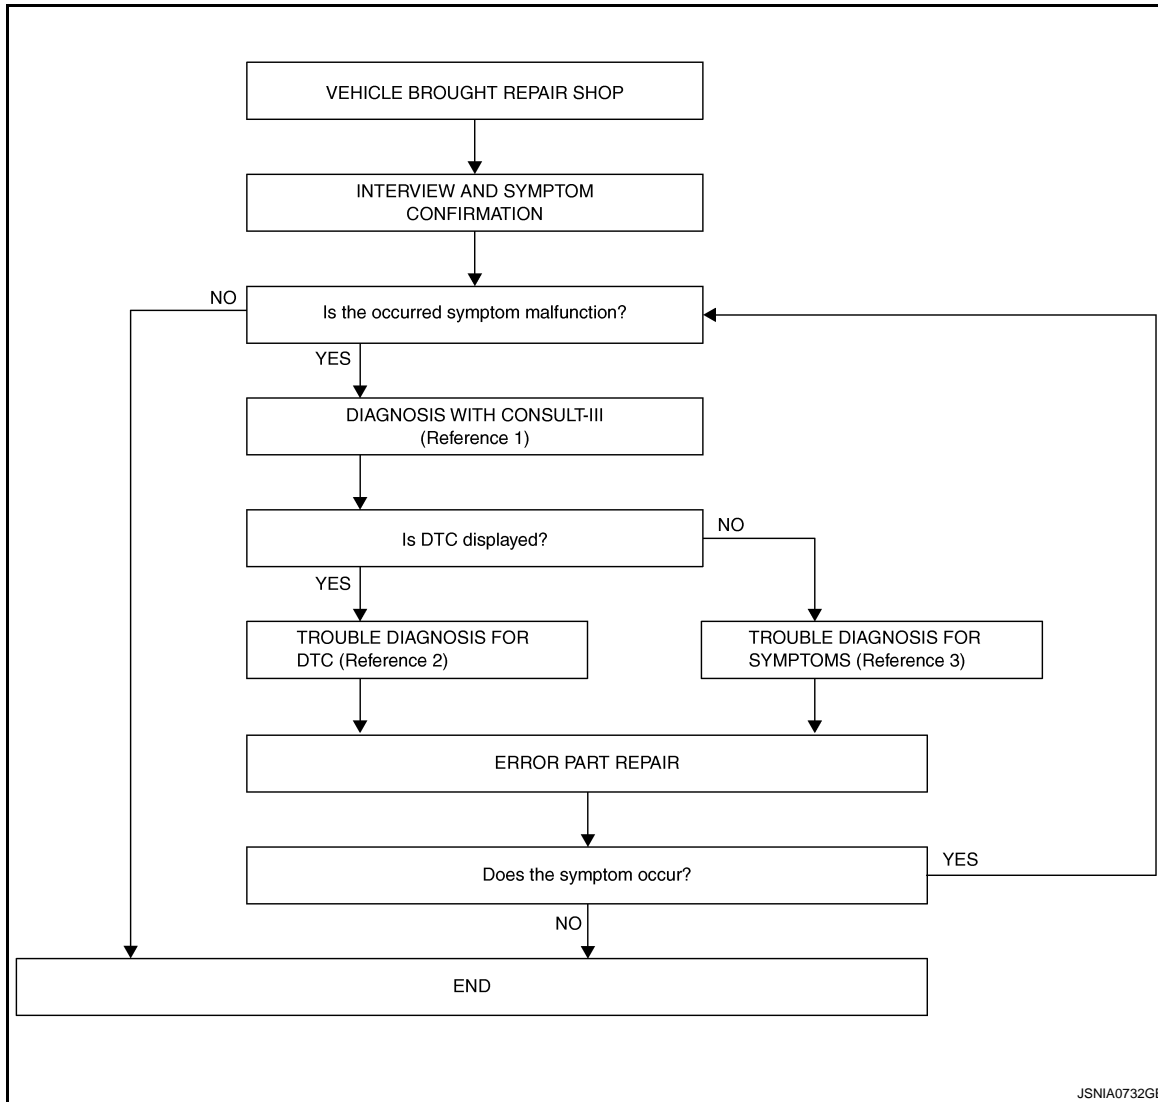 VEHICLE BROUGHT REPAIR SHOP
INTERVIEW AND SYMPTOM
CONFIRMATION
NO
Is the occurred symptom malfunction?
YES
DIAGNOSIS WITH CONSULT-III
(Reference 1)
Is DTC displayed?
NO
YES
TROUBLE DIAGNOSIS FOR
DTC (Reference 2)
TROUBLE DIAGNOSIS FOR
SYMPTOMS (Reference 3)
ERROR PART REPAIR
Does the symptom occur?
YES
NO
END
JSNIA0732GB